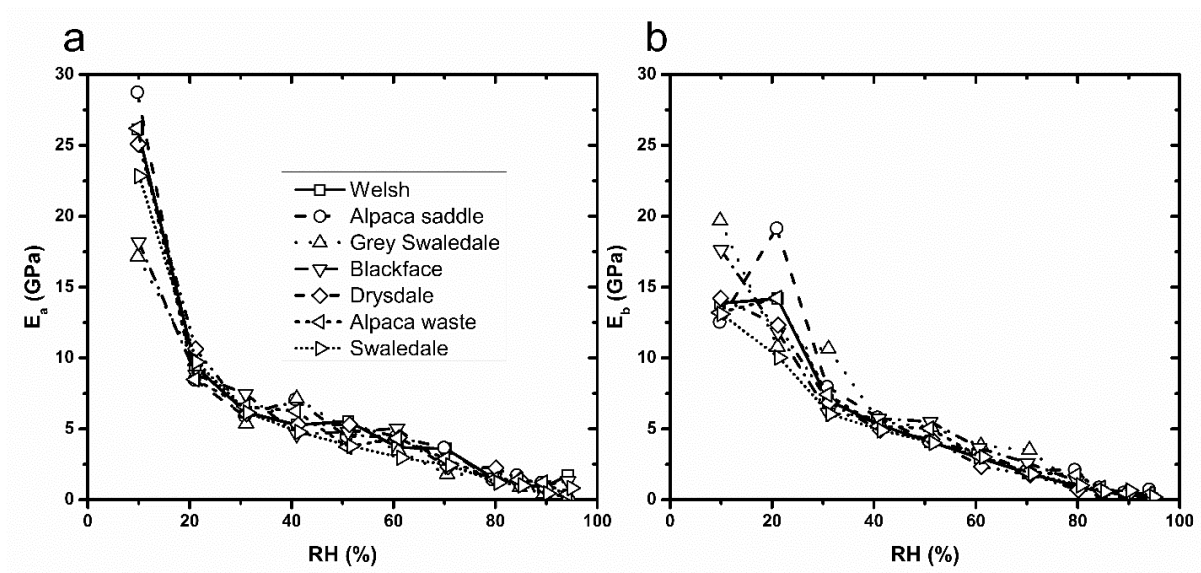 a
30
25
20
15
10
5
0
Ea (GPa)
0 20 40 60 80 100
RH (%)
Welsh
Alpaca saddle
Grey Swaledale
Blackface
Drysdale
Alpaca waste
Swaledale
b
30
25
20
15
10
5
0
Eb (GPa)
0 20 40 60 80 100
RH (%)